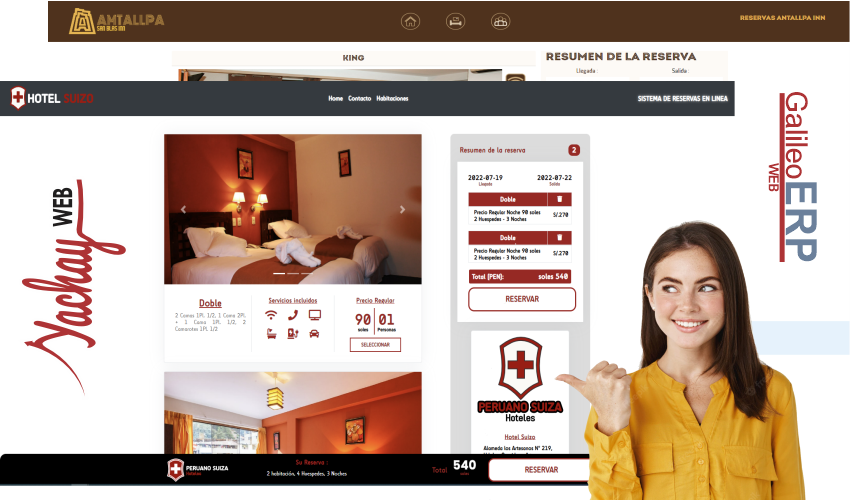 AMTALLPA
SAN BLAS INN
RESERVAS ANTALLPA INN
KING
RESUMEN DE LA RESERVA
Llegada :
Salida :
HOTEL SUIZO
Home Contacto Habitaciones
SISTEMA DE RESERVAS EN LINEA
Resumen de la reserva
2
2022-07-19
2022-07-22
Llegada
Salida
Doble
Precio Regular Noche 90 soles
2 Huespedes - 3 Noches
S/.270
Doble
Precio Regular Noche 90 soles
2 Huespedes - 3 Noches
S/.270
Total (PEN):
soles 540
RESERVAR
Doble
2 Camas 1Pl. 1/2, 1 Cama 2Pl.
+ 1 Cama 1Pl. 1/2, 2
Camarotes 1Pl. 1/2
Servicios incluidos
Precio Regular
90
soles
01
Personas
SELECCIONAR
PERUANO SUIZA
Hoteles
Hotel Suiza
Alameda los Artesanos Nº 219,
PERUANO SUIZA
Su Reserva :
2 habitación, 4 Huespedes, 3 Noches
Total
540
soles
RESERVAR
Yachay WEB
Galileo
WEB
ERP